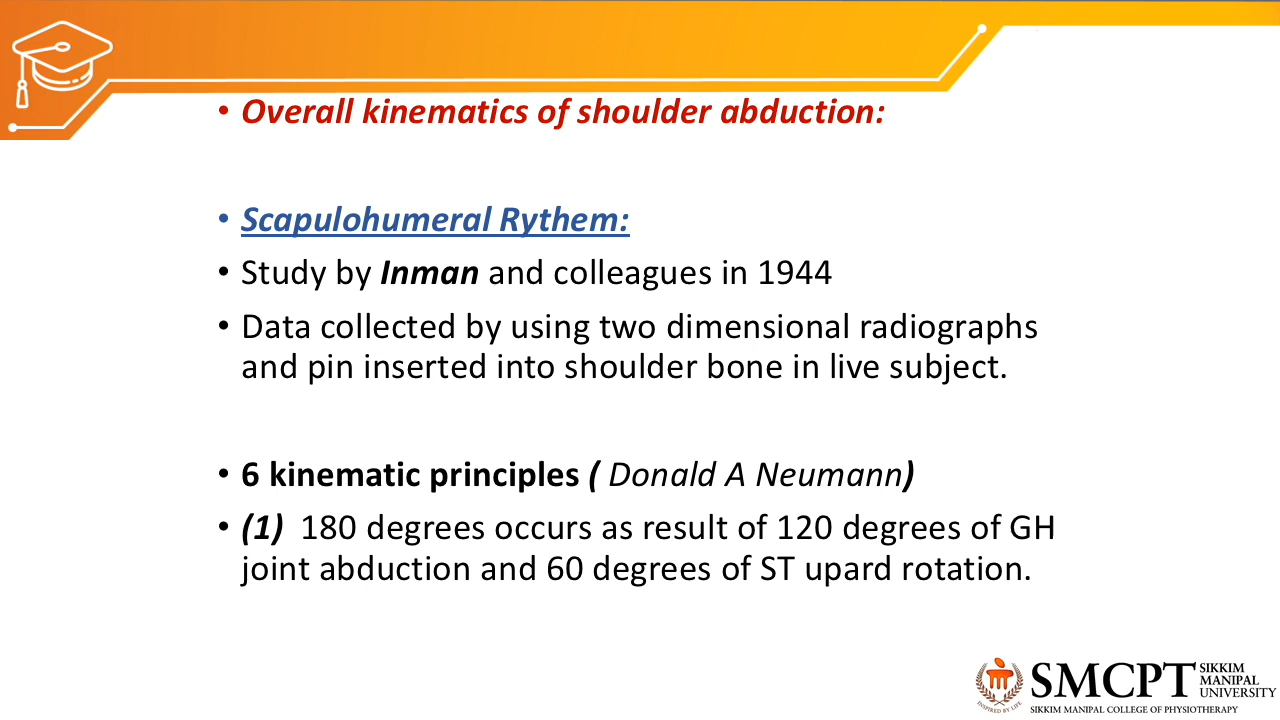 • Overall kinematics of shoulder abduction:
• Scapulohumeral Rythem:
• Study by Inman and colleagues in 1944
• Data collected by using two dimensional radiographs
and pin inserted into shoulder bone in live subject.
• 6 kinematic principles ( Donald A Neumann)
• (1) 180 degrees occurs as result of 120 degrees of GH
joint abduction and 60 degrees of ST upard rotation.
SMCPT
SIKKIM
MANIPAL
UNIVERSITY
INSPIRED BY LIFE
SIKKIM MANIPAL COLLEGE OF PHYSIOTHERAPY